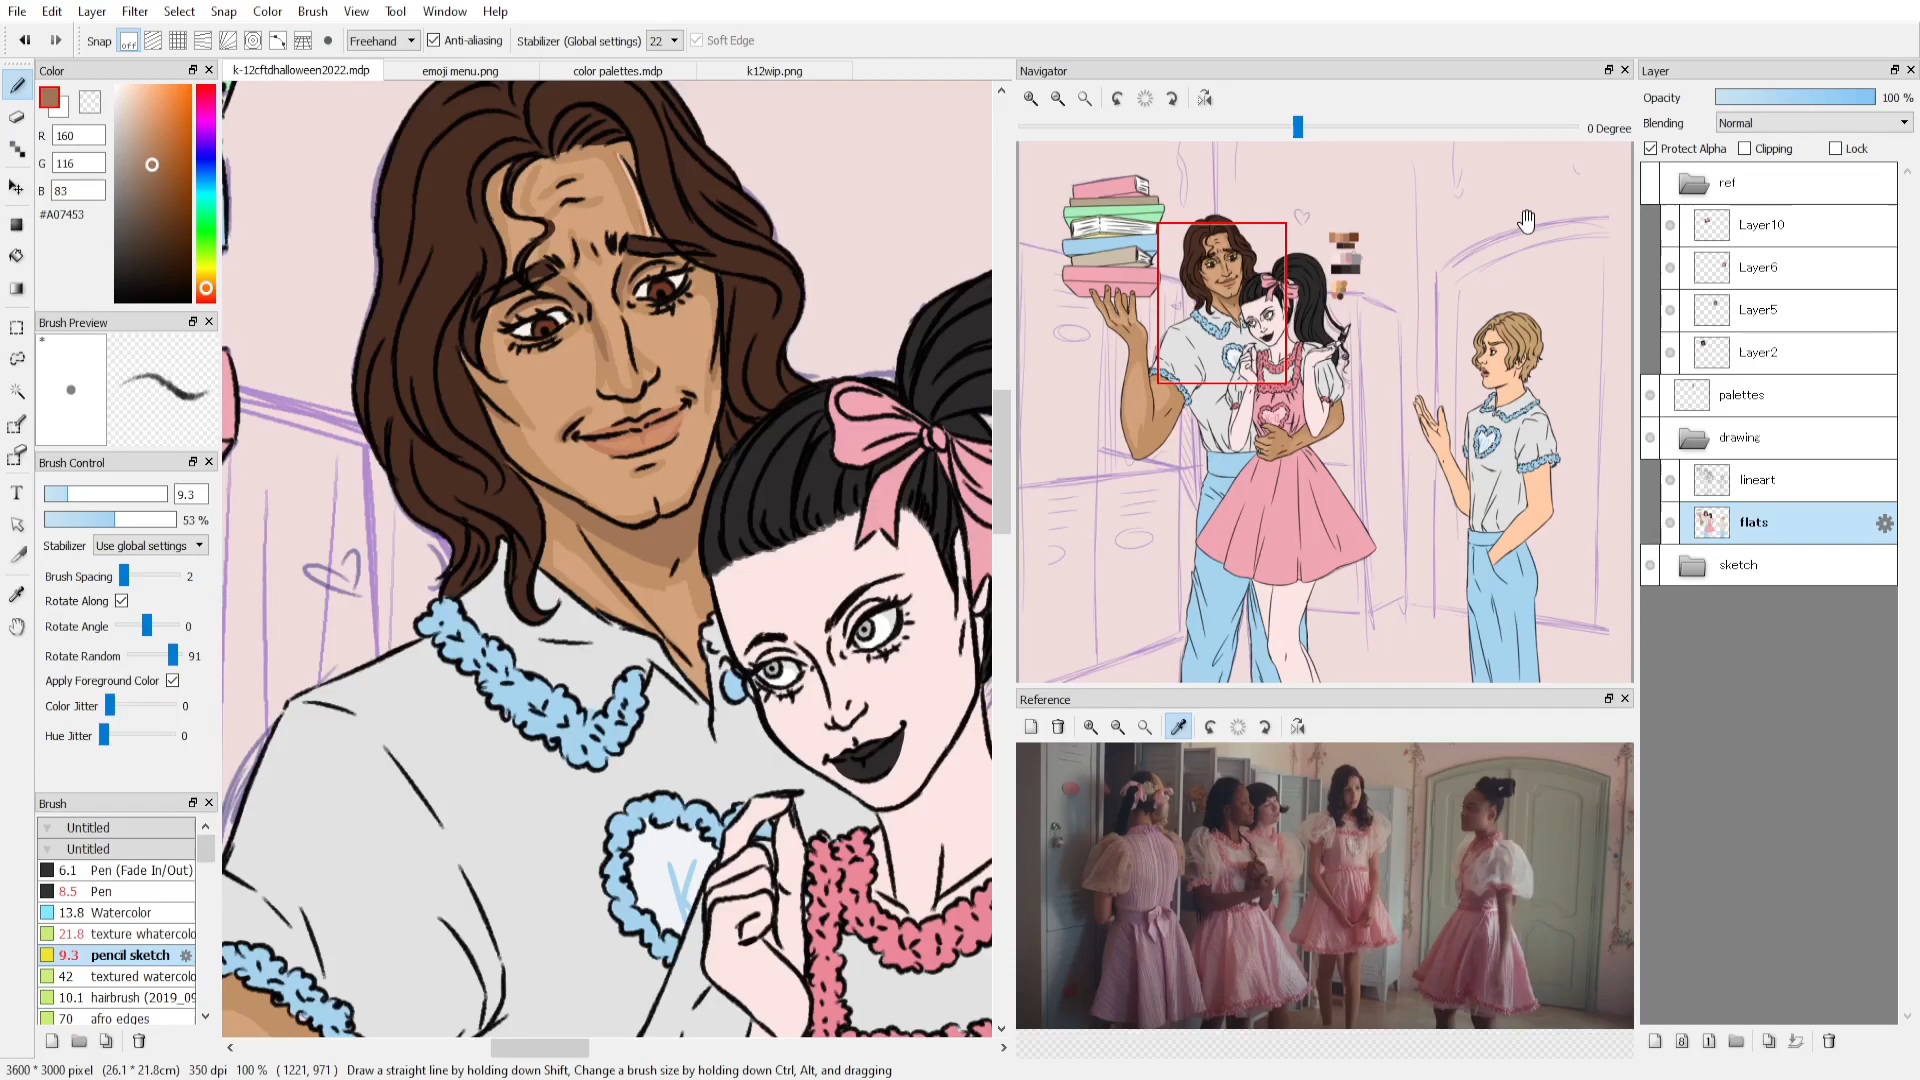 File Edit Layer Filter Select Snap Color Brush View Tool Window Help
Snap off Freehand Anti-aliasing Stabilizer (Global settings) 22 Soft Edge
Color
R 160
G 116
B 83
#A07453
Brush Preview
*
Brush Control
9.3
53 %
Stabilizer Use global settings
Brush Spacing 2
Rotate Along
Rotate Angle 0
Rotate Random 91
Apply Foreground Color
Color Jitter 0
Hue Jitter 0
Brush
Untitled
Untitled
6.1 Pen (Fade In/Out)
8.5 Pen
13.8 Watercolor
21.8 texture whatercolo
9.3 pencil sketch
42 textured watercolo
10.1 hairbrush (2019_09
70 afro edges
k-12cftdhalloween2022.mdp emoji menu.png color palettes.mdp k12wip.png
K
Navigator
0 Degree
Reference
Layer
Opacity 100 %
Blending Normal
Protect Alpha Clipping Lock
ref
Layer10
Layer6
Layer5
Layer2
palettes
drawing
lineart
flats
sketch
8 1
3600 * 3000 pixel (26.1 * 21.8cm) 350 dpi 100 % ( 1221, 971 ) Draw a straight line by holding down Shift, Change a brush size by holding down Ctrl, Alt, and dragging